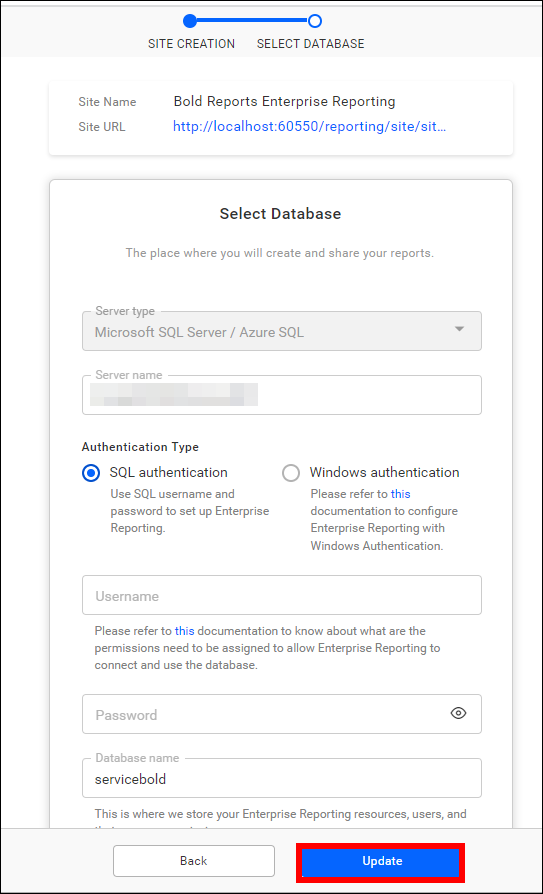 SITE CREATION SELECT DATABASE
Site Name Bold Reports Enterprise Reporting
Site URL http://localhost:60550/reporting/site/sit...
Select Database
The place where you will create and share your reports.
Server type
Microsoft SQL Server / Azure SQL
Server name
Authentication Type
SQL authentication
Use SQL username and
password to set up Enterprise
Reporting.
Windows authentication
Please refer to this
documentation to configure
Enterprise Reporting with
Windows Authentication.
Username
Please refer to this documentation to know about what are the
permissions need to be assigned to allow Enterprise Reporting to
connect and use the database.
Password
Database name
servicebold
This is where we store your Enterprise Reporting resources, users, and
Back Update